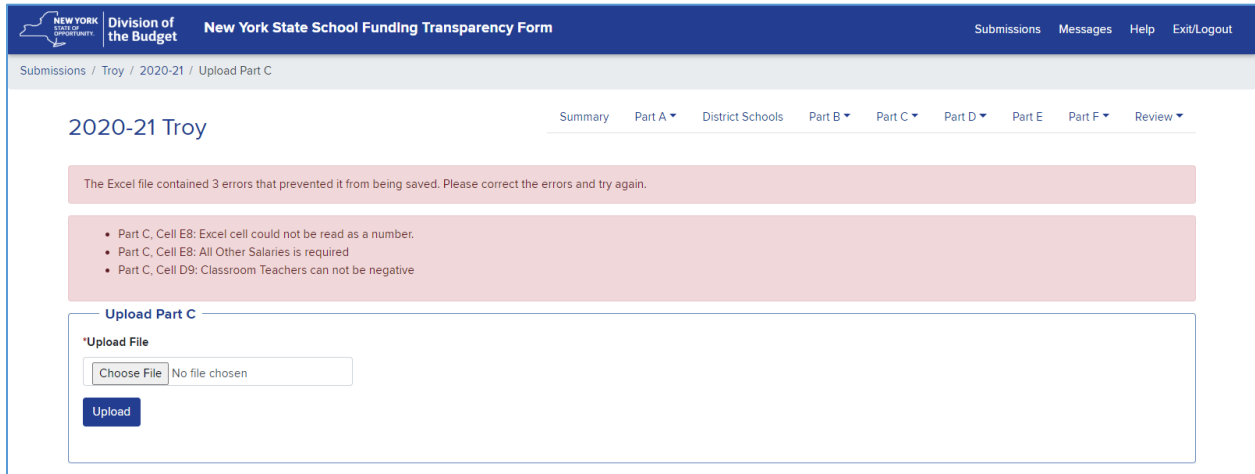 NEW YORK
STATE OF
OPPORTUNITY.
Division of
the Budget
New York State School Funding Transparency Form
Submissions Messages Help Exit/Logout
Submissions / Troy / 2020-21 / Upload Part C
2020-21 Troy
Summary Part A District Schools Part B Part C Part D Part E Part F Review
The Excel file contained 3 errors that prevented it from being saved. Please correct the errors and try again.
• Part C, Cell E8: Excel cell could not be read as a number.
• Part C, Cell E8: All Other Salaries is required
• Part C, Cell D9: Classroom Teachers can not be negative
Upload Part C
*Upload File
Choose File No file chosen
Upload